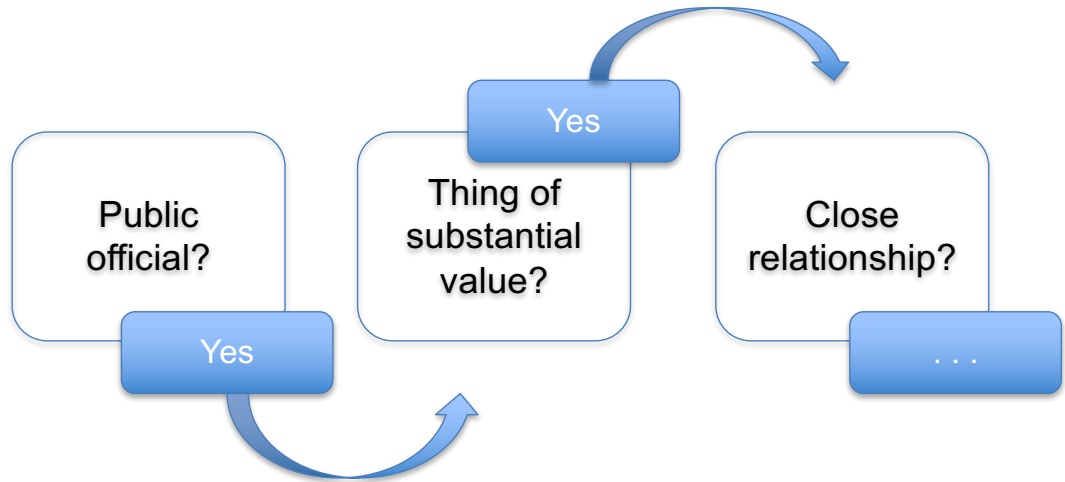 Public
official?
Yes
Thing of
substantial
value?
Yes
Close
relationship?
. . .